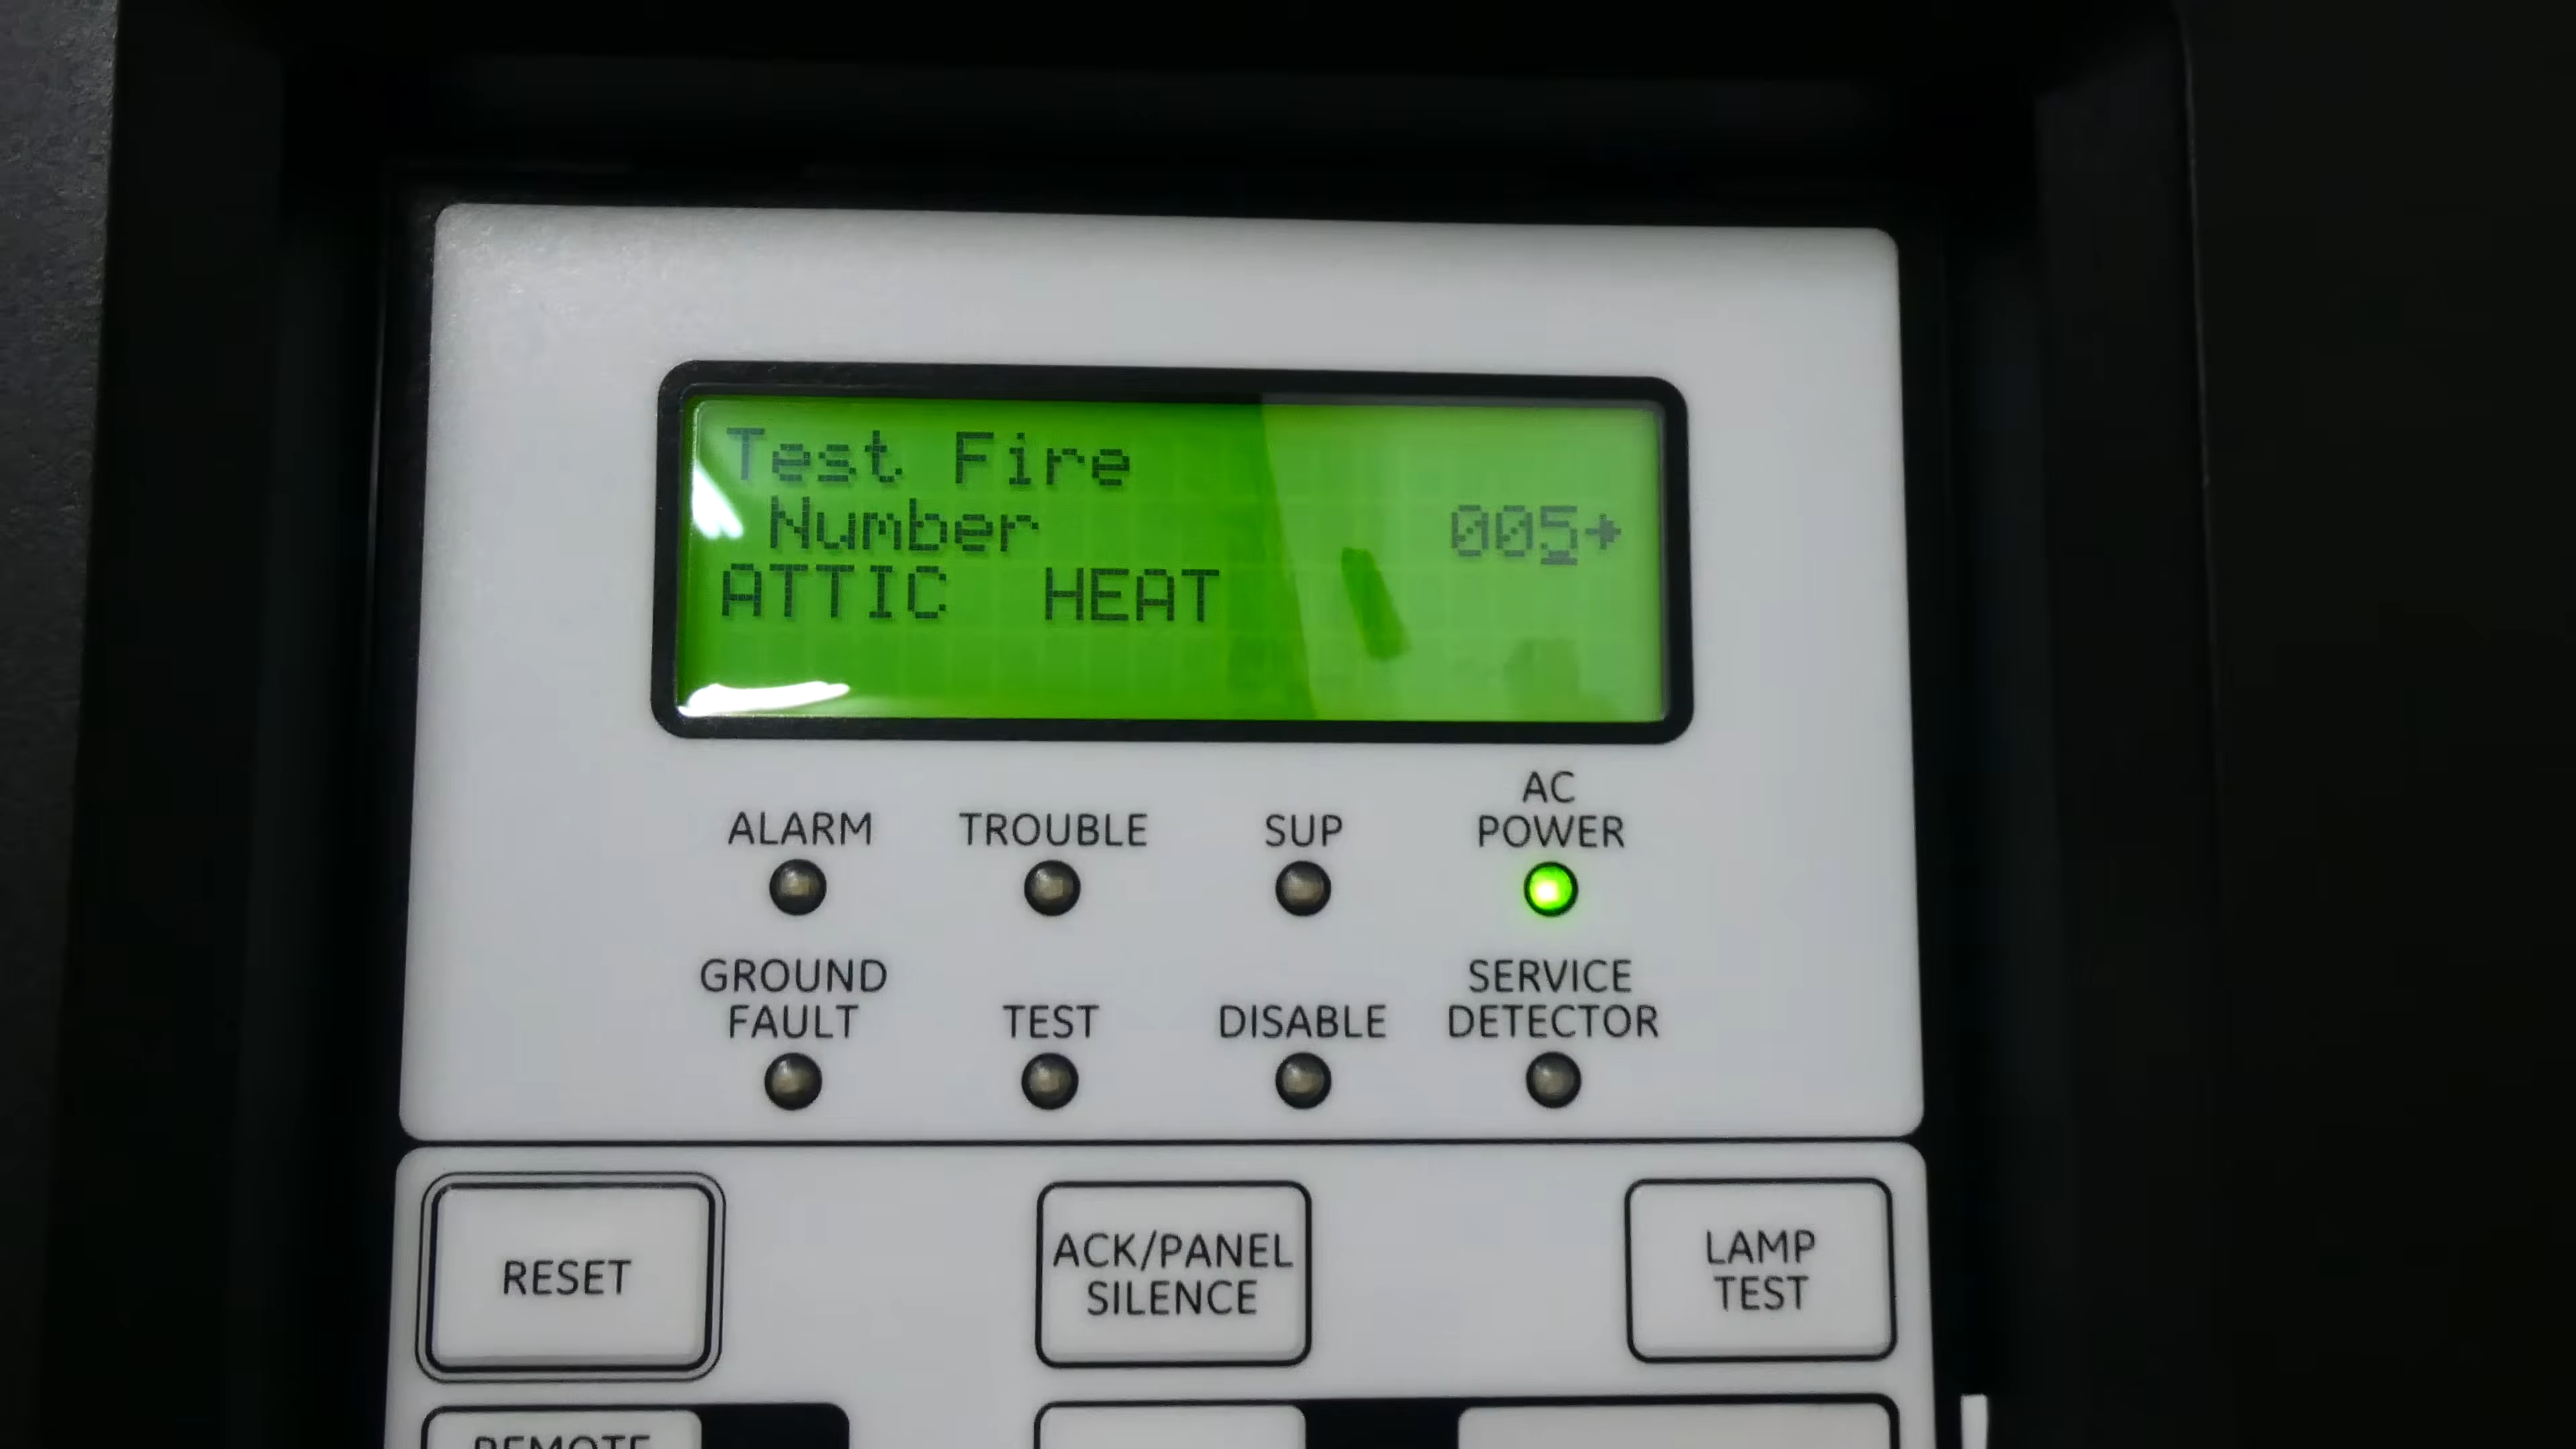 Test Fire
Number 005→
ATTIC HEAT
ALARM
TROUBLE
SUP
AC
POWER
GROUND
FAULT
TEST
DISABLE
SERVICE
DETECTOR
RESET
ACK/PANEL
SILENCE
LAMP
TEST
REMOTE